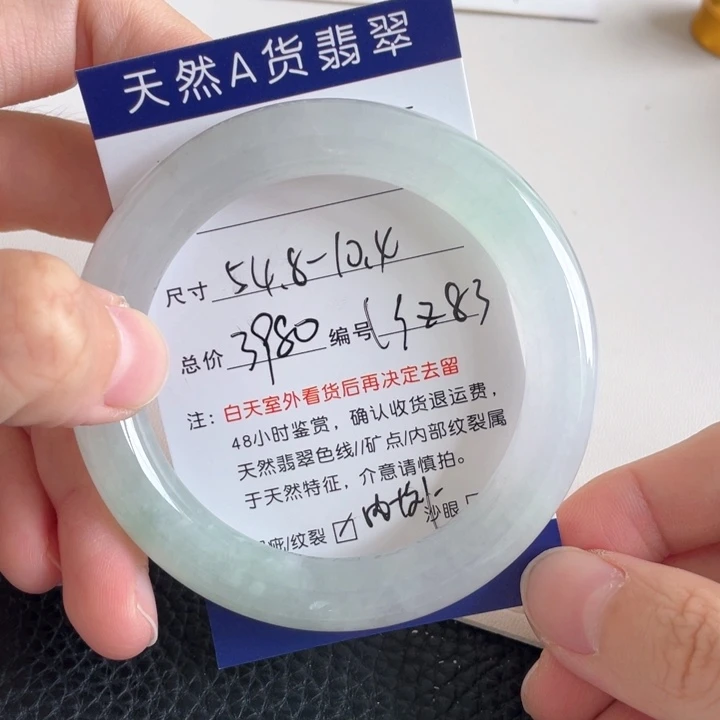 天然A货翡翠
尺寸 54.8-10.4
总价 3980 编号 LSZ83
注: 白天室外看货后再决定去留
48小时鉴赏，确认收货退运费，
天然翡翠色线//矿点/内部纹裂属
于天然特征，介意请慎拍。
疵/纹裂 ☑ 沙眼